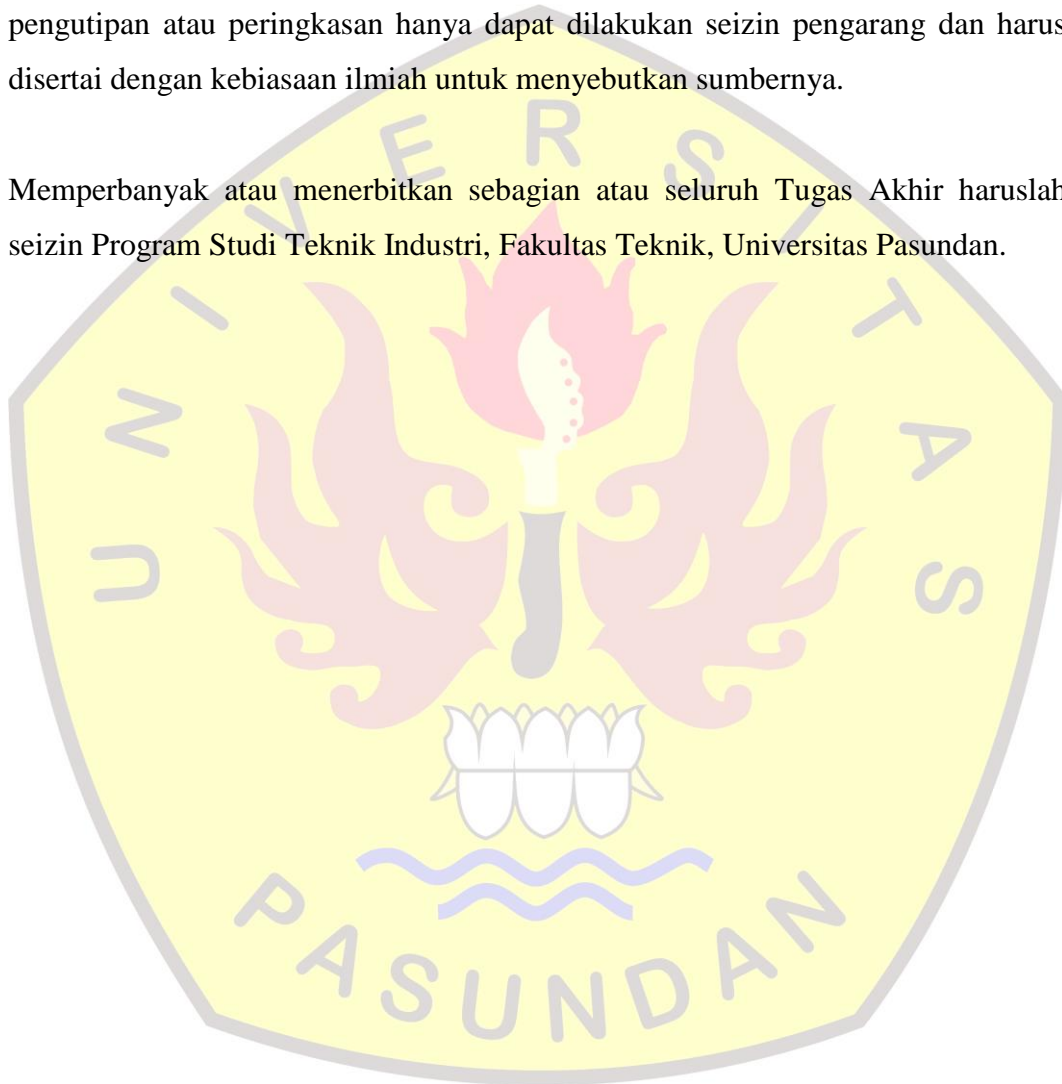 pengutipan atau peringkasan hanya dapat dilakukan seizin pengarang dan harus
disertai dengan kebiasaan ilmiah untuk menyebutkan sumbernya.
Memperbanyak atau menerbitkan sebagian atau seluruh Tugas Akhir haruslah
seizin Program Studi Teknik Industri, Fakultas Teknik, Universitas Pasundan.
UNIVERSITAS
PASUNDAN